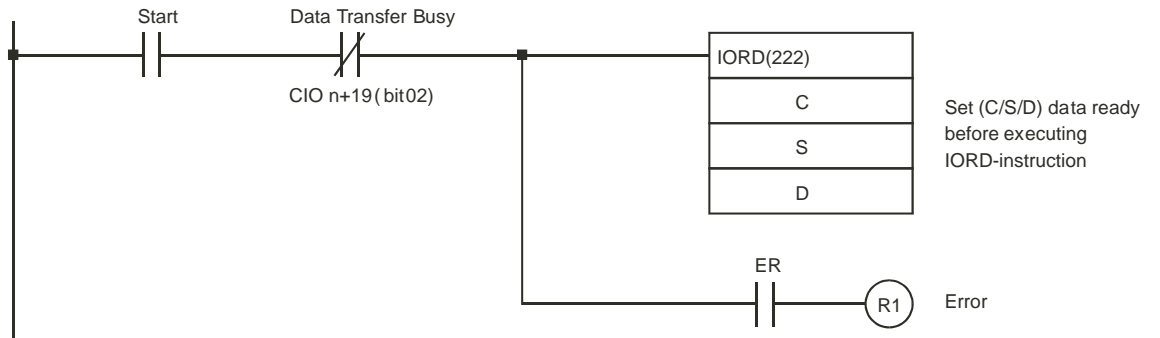 Start
Data Transfer Busy
CIO n+19(bit02)
IORD(222)
C
S
D
Set (C/S/D) data ready
before executing
IORD-instruction
ER
R1
Error